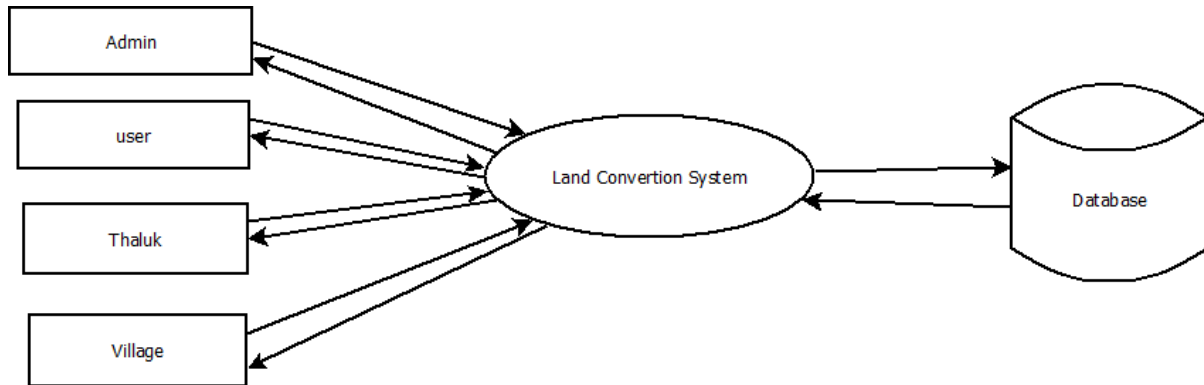 Admin
user
Thaluk
Village
Land Convertion System
Database